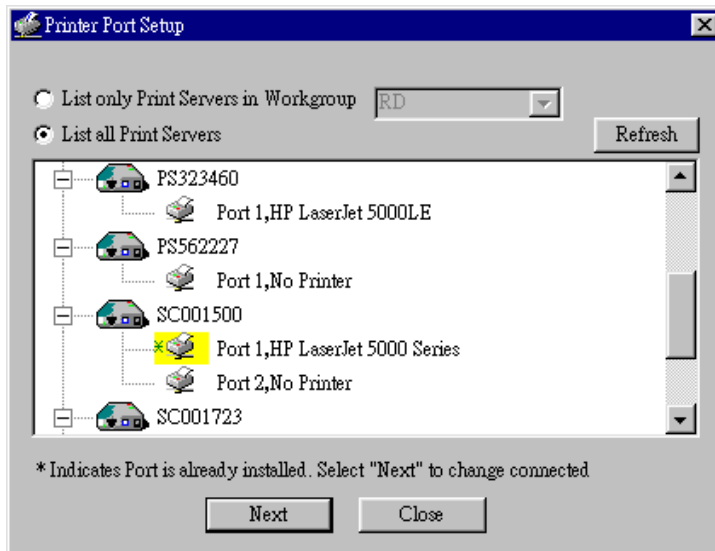 Printer Port Setup
List only Print Servers in Workgroup RD
List all Print Servers
Refresh
PS323460
Port 1,HP LaserJet 5000LE
PS562227
Port 1,No Printer
SC001500
*Port 1,HP LaserJet 5000 Series
Port 2,No Printer
SC001723
* Indicates Port is already installed. Select "Next" to change connected
Next Close